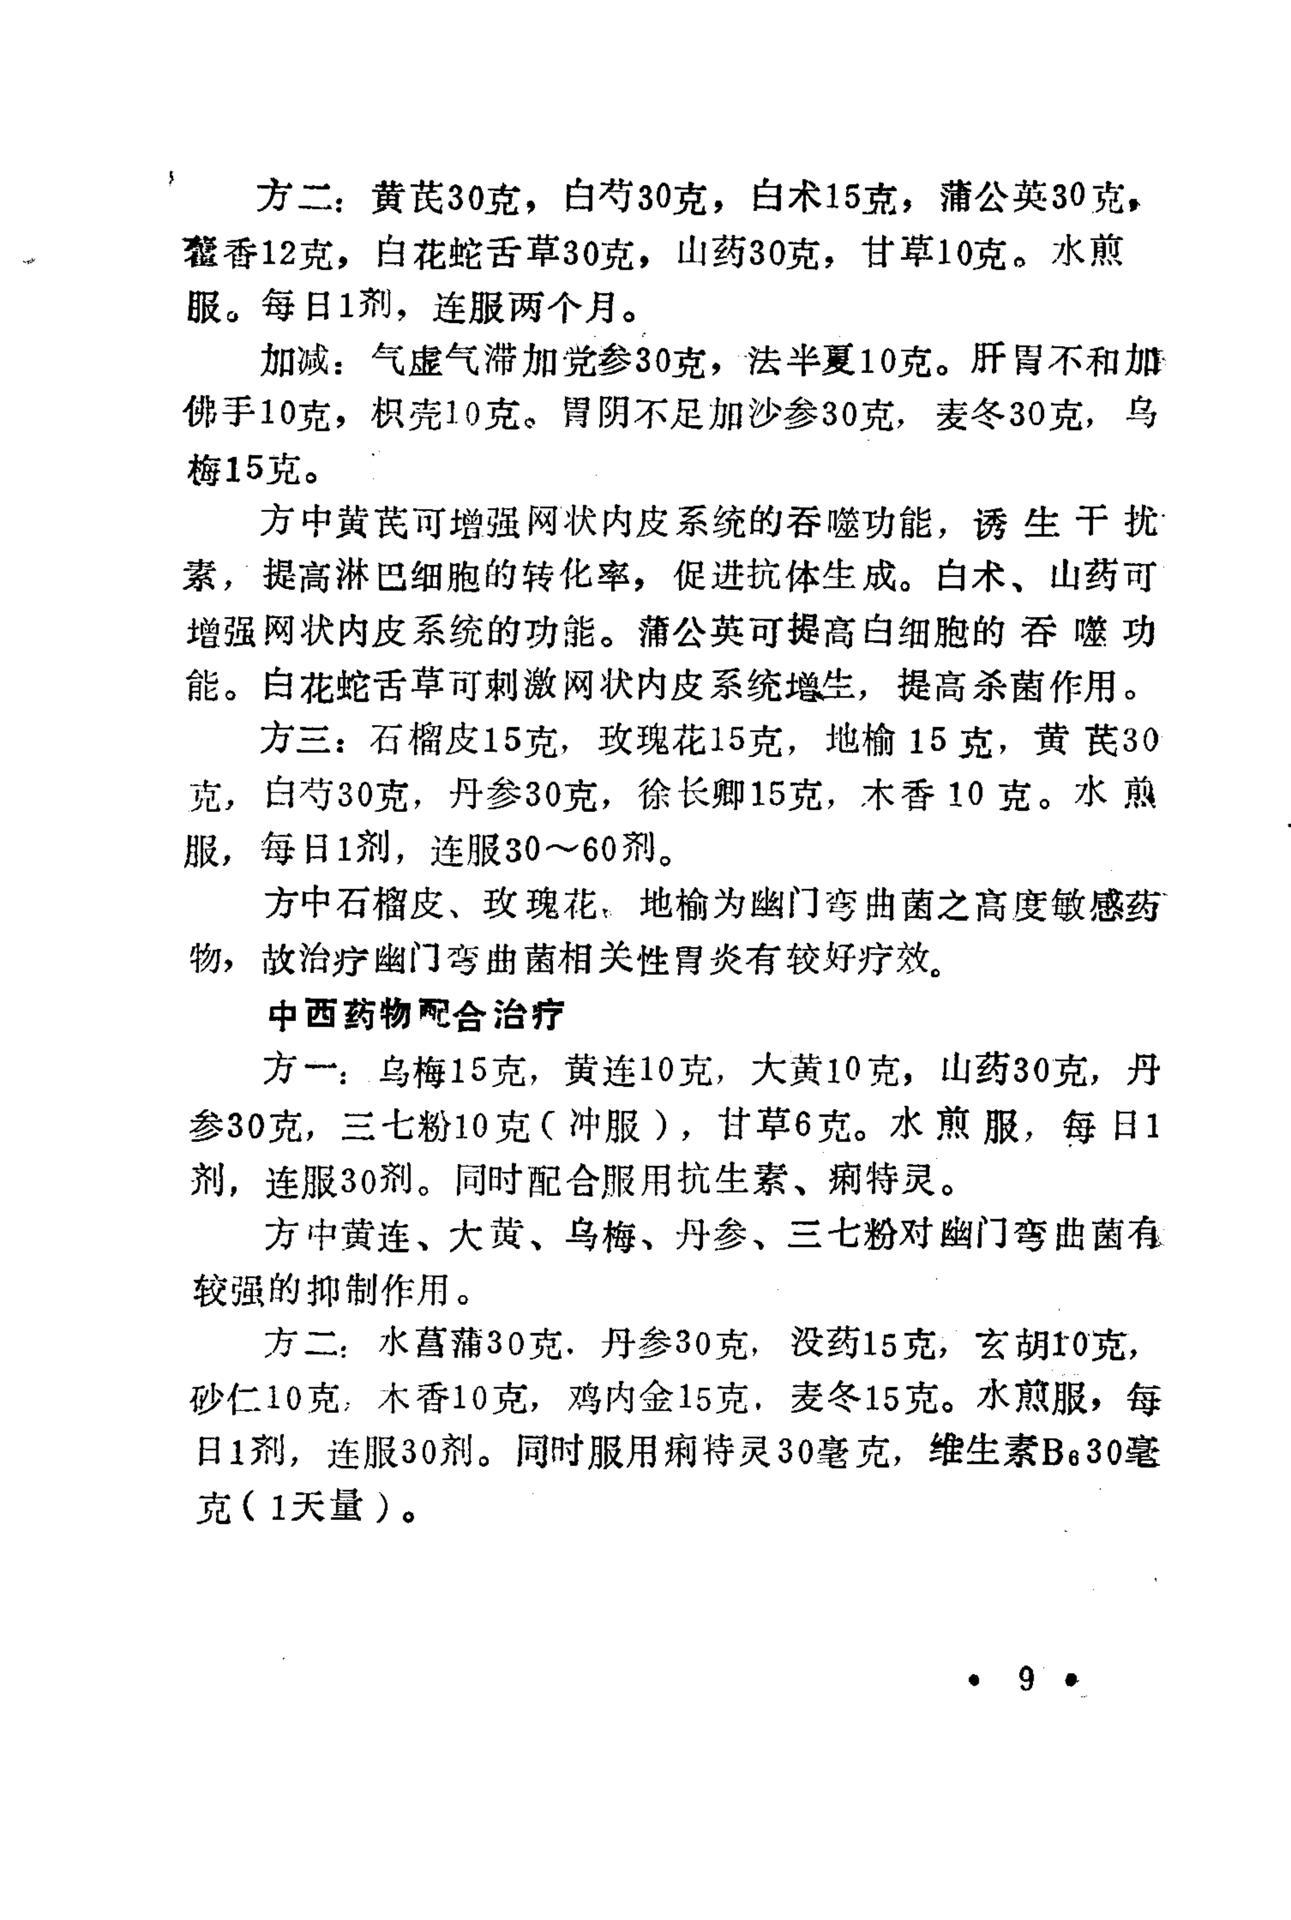 方二：黄芪30克，白芍30克，白术15克，蒲公英30克，
藿香12克，白花蛇舌草30克，山药30克，甘草10克。水煎
服。每日1剂，连服两个月。
加减：气虚气滞加党参30克，法半夏10克。肝胃不和加
佛手10克，枳壳10克。胃阴不足加沙参30克，麦冬30克，乌
梅15克。
方中黄芪可增强网状内皮系统的吞噬功能，诱生干扰
素，提高淋巴细胞的转化率，促进抗体生成。白术、山药可
增强网状内皮系统的功能。蒲公英可提高白细胞的吞噬功
能。白花蛇舌草可刺激网状内皮系统增生，提高杀菌作用。
方三：石榴皮15克，玫瑰花15克，地榆15克，黄芪30
克，白芍30克，丹参30克，徐长卿15克，木香10克。水煎
服，每日1剂，连服30～60剂。
方中石榴皮、玫瑰花、地榆为幽门弯曲菌之高度敏感药
物，故治疗幽门弯曲菌相关性胃炎有较好疗效。
中西药物配合治疗
方一：乌梅15克，黄连10克，大黄10克，山药30克，丹
参30克，三七粉10克（冲服），甘草6克。水煎服，每日1
剂，连服30剂。同时配合服用抗生素、痢特灵。
方中黄连、大黄、乌梅、丹参、三七粉对幽门弯曲菌有
较强的抑制作用。
方二：水菖蒲30克，丹参30克，没药15克，玄胡10克，
砂仁10克，木香10克，鸡内金15克，麦冬15克。水煎服，每
日1剂，连服30剂。同时服用痢特灵30毫克，维生素B₆30毫
克（1天量）。
• 9 •